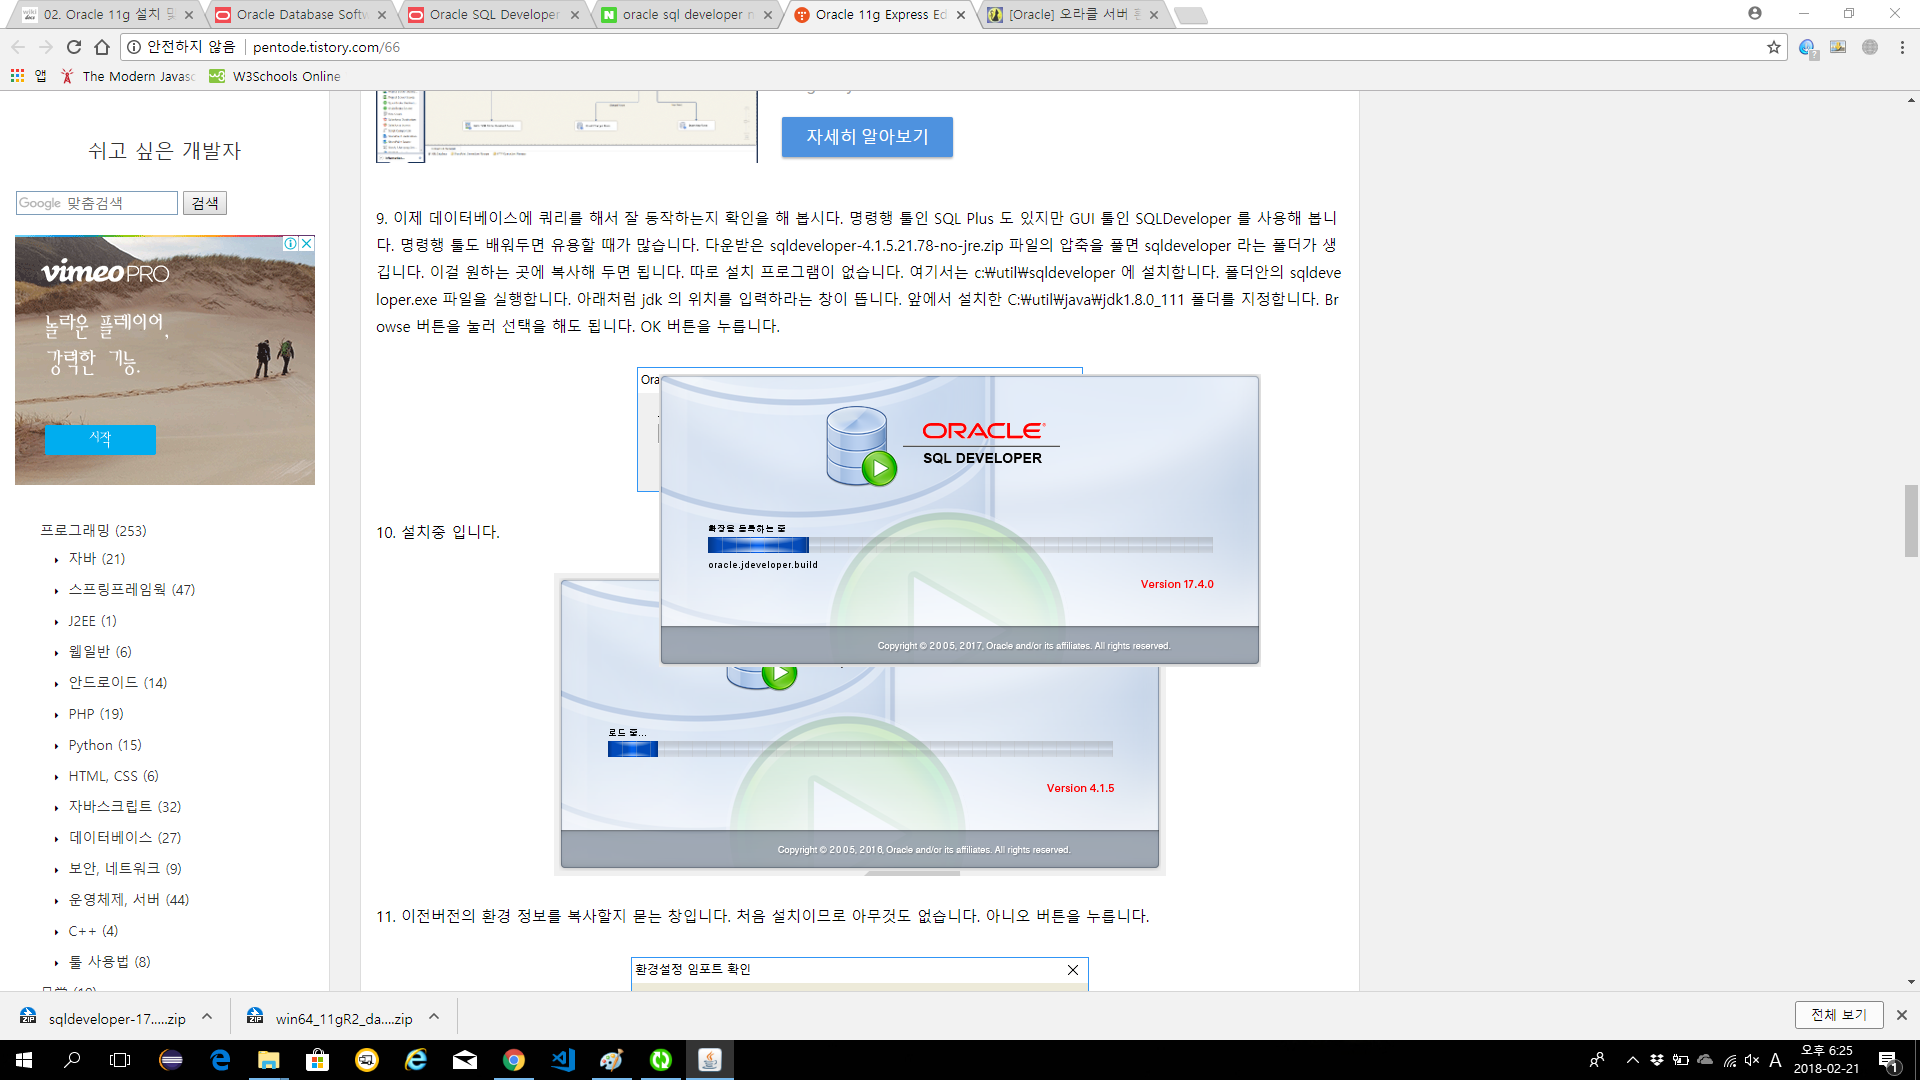 02. Oracle 11g 설치 및
Oracle Database Softw
Oracle SQL Developer
oracle sql developer n
Oracle 11g Express Ed
[Oracle] 오라클 서버 환
안전하지 않음
pentode.tistory.com/66
앱
The Modern Javasc
W3Schools Online
쉬고 싶은 개발자
Google 맞춤검색
검색
vimeo PRO
놀라운 플레이어,
강력한 기능.
시작
프로그래밍 (253)
자바 (21)
스프링프레임웍 (47)
J2EE (1)
웹일반 (6)
안드로이드 (14)
PHP (19)
Python (15)
HTML, CSS (6)
자바스크립트 (32)
데이터베이스 (27)
보안, 네트워크 (9)
운영체제, 서버 (44)
C++ (4)
툴 사용법 (8)
자세히 알아보기
9. 이제 데이터베이스에 쿼리를 해서 잘 동작하는지 확인을 해 봅시다. 명령행 툴인 SQL Plus 도 있지만 GUI 툴인 SQLDeveloper 를 사용해 봅니
다. 명령행 툴도 배워두면 유용할 때가 많습니다. 다운받은 sqldeveloper-4.1.5.21.78-no-jre.zip 파일의 압축을 풀면 sqldeveloper 라는 폴더가 생
깁니다. 이걸 원하는 곳에 복사해 두면 됩니다. 따로 설치 프로그램이 없습니다. 여기서는 c:₩util₩sqldeveloper 에 설치합니다. 폴더안의 sqldeve
loper.exe 파일을 실행합니다. 아래처럼 jdk 의 위치를 입력하라는 창이 뜹니다. 앞에서 설치한 C:₩util₩java₩jdk1.8.0_111 폴더를 지정합니다. Br
owse 버튼을 눌러 선택을 해도 됩니다. OK 버튼을 누릅니다.
Ora
ORACLE
SQL DEVELOPER
확장을 등록하는 중
oracle.jdeveloper.build
Version 17.4.0
Copyright © 2005, 2017, Oracle and/or its affiliates. All rights reserved.
10. 설치중 입니다.
로드 중...
Version 4.1.5
Copyright © 2005, 2016, Oracle and/or its affiliates. All rights reserved.
11. 이전버전의 환경 정보를 복사할지 묻는 창입니다. 처음 설치이므로 아무것도 없습니다. 아니오 버튼을 누릅니다.
환경설정 임포트 확인
sqldeveloper-17.....zip
win64_11gR2_da....zip
전체 보기
A
오후 6:25
2018-02-21
1